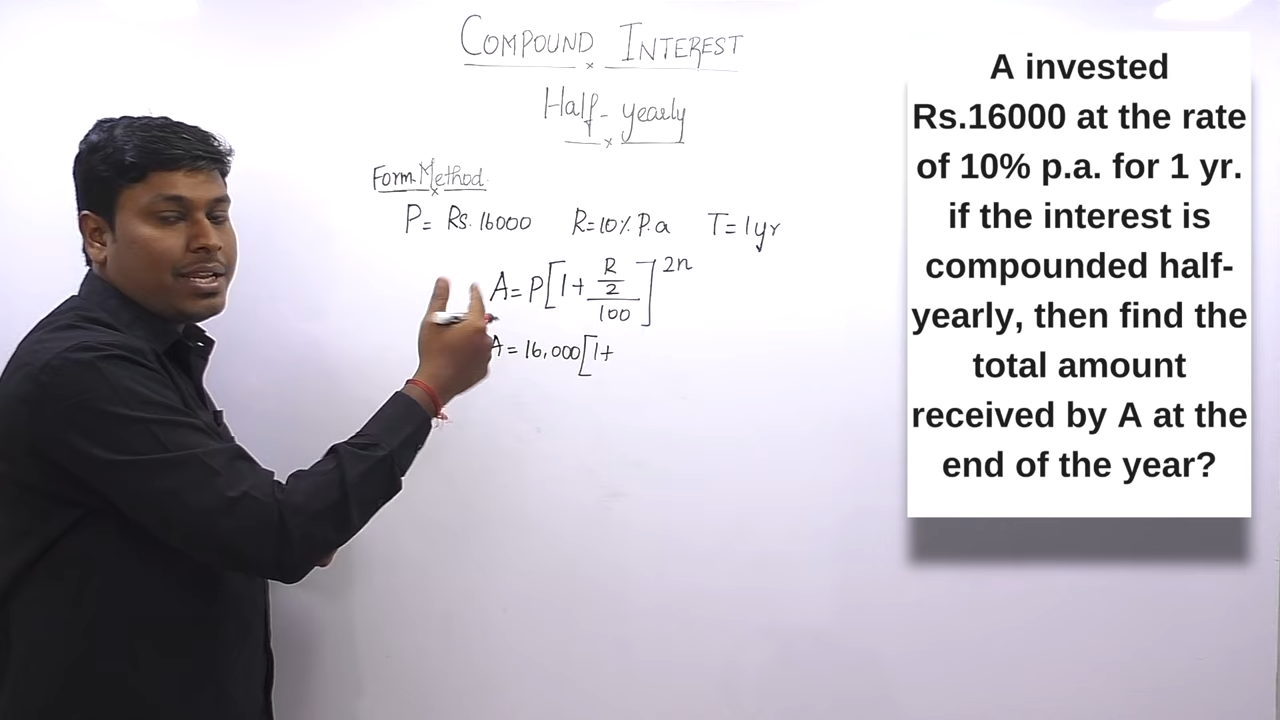 COMPOUND INTEREST
Half-yearly
Form. Method.
P= Rs. 16000 R=10% P.a T=1yr
A=P[1+ R/2/100]^2n
A=16,000[1+
A invested
Rs.16000 at the rate
of 10% p.a. for 1 yr.
if the interest is
compounded half-
yearly, then find the
total amount
received by A at the
end of the year?